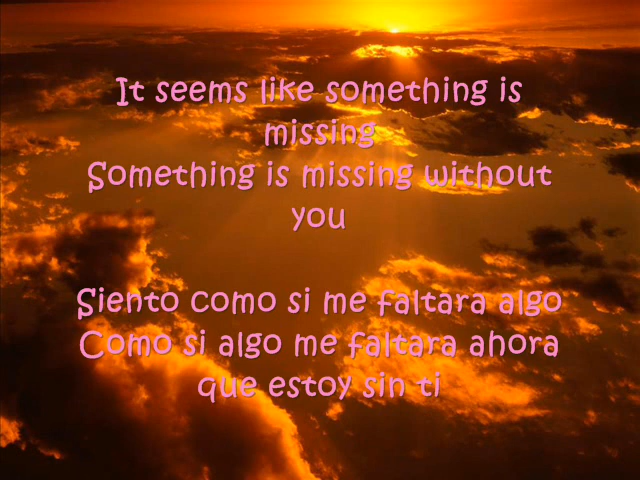 It seems like something is
missing
Something is missing without
you
Siento como si me faltara algo
Como si algo me faltara ahora
que estoy sin ti